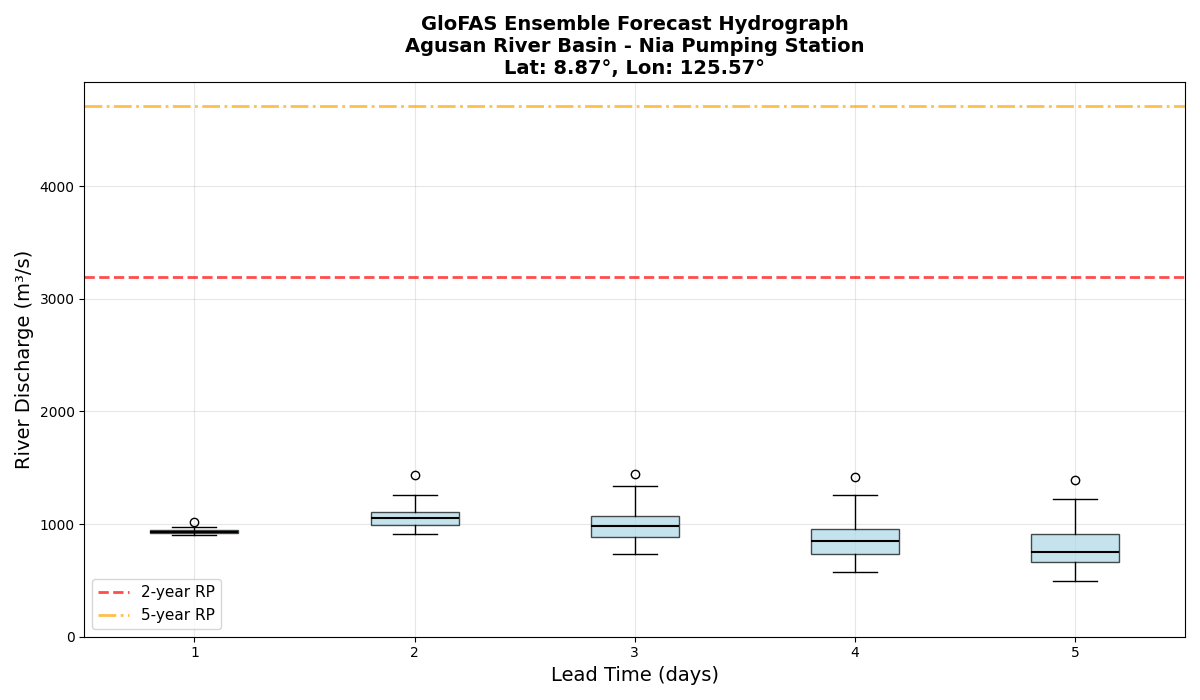 GloFAS Ensemble Forecast Hydrograph
Agusan River Basin - Nia Pumping Station
Lat: 8.87°, Lon: 125.57°
River Discharge (m³/s)
4000
3000
2000
1000
0
2-year RP
5-year RP
1 2 3 4 5
Lead Time (days)